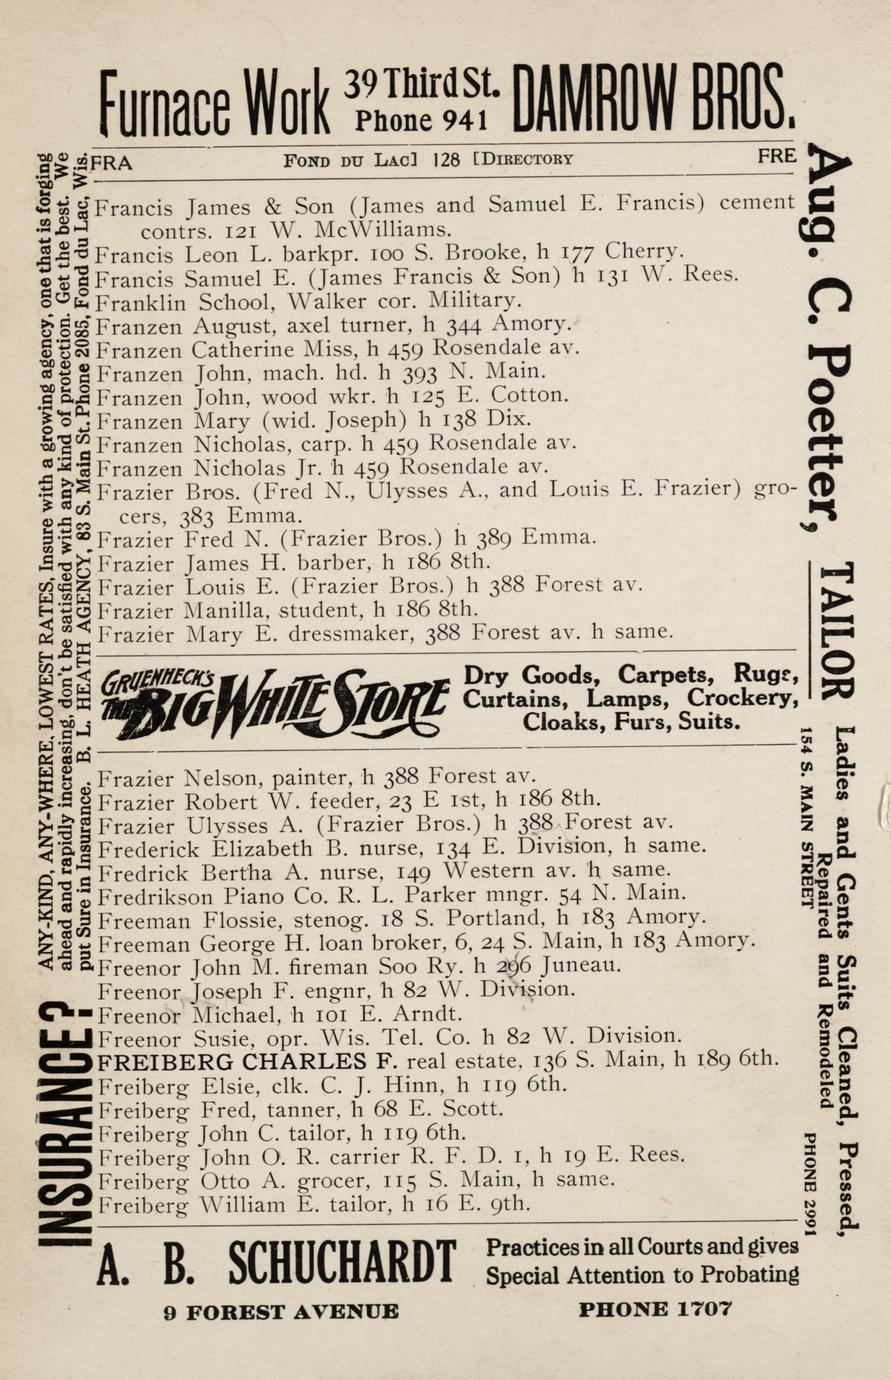 Furnace Work 39 Third St. Phone 941 DAMROW BROS.
FRA FOND DU LAC] 128 [DIRECTORY FRE
Francis James & Son (James and Samuel E. Francis) cement
contrs. 121 W. McWilliams.
Francis Leon L. barkpr. 100 S. Brooke, h 177 Cherry.
Francis Samuel E. (James Francis & Son) h 131 W. Rees.
Franklin School, Walker cor. Military.
Franzen August, axel turner, h 344 Amory.
Franzen Catherine Miss, h 459 Rosendale av.
Franzen John, mach. hd. h 393 N. Main.
Franzen John, wood wkr. h 125 E. Cotton.
Franzen Mary (wid. Joseph) h 138 Dix.
Franzen Nicholas, carp. h 459 Rosendale av.
Franzen Nicholas Jr. h 459 Rosendale av.
Frazier Bros. (Fred N., Ulysses A., and Louis E. Frazier) gro-
cers, 383 Emma.
Frazier Fred N. (Frazier Bros.) h 389 Emma.
Frazier James H. barber, h 186 8th.
Frazier Louis E. (Frazier Bros.) h 388 Forest av.
Frazier Manilla, student, h 186 8th.
Frazier Mary E. dressmaker, 388 Forest av. h same.
GRUENHECK'S THE BIG WHITE STORE
Dry Goods, Carpets, Rugs,
Curtains, Lamps, Crockery,
Cloaks, Furs, Suits.
Frazier Nelson, painter, h 388 Forest av.
Frazier Robert W. feeder, 23 E 1st, h 186 8th.
Frazier Ulysses A. (Frazier Bros.) h 388 Forest av.
Frederick Elizabeth B. nurse, 134 E. Division, h same.
Fredrick Bertha A. nurse, 149 Western av. h same.
Fredrikson Piano Co. R. L. Parker mngr. 54 N. Main.
Freeman Flossie, stenog. 18 S. Portland, h 183 Amory.
Freeman George H. loan broker, 6, 24 S. Main, h 183 Amory.
Freenor John M. fireman Soo Ry. h 296 Juneau.
Freenor Joseph F. engnr, h 82 W. Division.
Freenor Michael, h 101 E. Arndt.
Freenor Susie, opr. Wis. Tel. Co. h 82 W. Division.
FREIBERG CHARLES F. real estate, 136 S. Main, h 189 6th.
Freiberg Elsie, clk. C. J. Hinn, h 119 6th.
Freiberg Fred, tanner, h 68 E. Scott.
Freiberg John C. tailor, h 119 6th.
Freiberg John O. R. carrier R. F. D. 1, h 19 E. Rees.
Freiberg Otto A. grocer, 115 S. Main, h same.
Freiberg William E. tailor, h 16 E. 9th.
A. B. SCHUCHARDT
9 FOREST AVENUE
Practices in all Courts and gives
Special Attention to Probating
PHONE 1707
INSURANCE?
ANY-KIND, ANY-WHERE, LOWEST RATES, Insure with a growing agency, one that is forging
ahead and rapidly increasing, don't be satisfied with any kind of protection. Get the best. We
put Sure in Insurance. B. L. HEATH AGENCY, 83 S. Main St. Phone 2085, Fond du Lac, Wis.
Aug. C. Poetter, TAILOR
Ladies and Gents Suits Cleaned, Pressed,
Repaired and Remodeled
154 S. MAIN STREET PHONE 2991